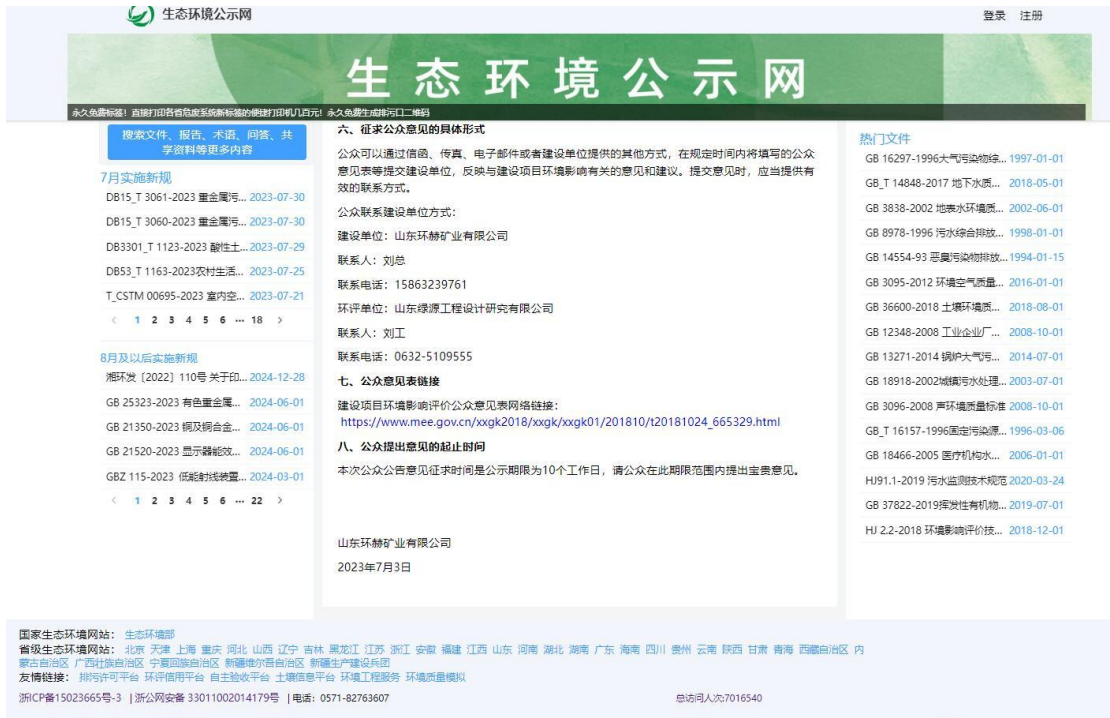 生态环境公示网
登录 注册
生态环境公示网
永久免费标签！直接打印各省危废系统新标签的便捷打印机几百元！永久免费生成排污口二维码
搜索文件、报告、术语、问答、共
享资料等更多内容
7月实施新规
DB15_T 3061-2023 重金属污... 2023-07-30
DB15_T 3060-2023 重金属污... 2023-07-30
DB3301_T 1123-2023 酸性土... 2023-07-29
DB53_T 1163-2023农村生活... 2023-07-25
T_CSTM 00695-2023 室内空... 2023-07-21
< 1 2 3 4 5 6 ··· 18 >
8月及以后实施新规
湘环发〔2022〕110号 关于印... 2024-12-28
GB 25323-2023 有色重金属... 2024-06-01
GB 21350-2023 铜及铜合金... 2024-06-01
GB 21520-2023 显示器能效... 2024-06-01
GBZ 115-2023 低能射线装置... 2024-03-01
< 1 2 3 4 5 6 ··· 22 >
六、征求公众意见的具体形式
公众可以通过信函、传真、电子邮件或者建设单位提供的其他方式，在规定时间内将填写的公众
意见表等提交建设单位，反映与建设项目环境影响有关的意见和建议。提交意见时，应当提供有
效的联系方式。
公众联系建设单位方式：
建设单位：山东环赫矿业有限公司
联系人：刘总
联系电话：15863239761
环评单位：山东绿源工程设计研究有限公司
联系人：刘工
联系电话：0632-5109555
七、公众意见表链接
建设项目环境影响评价公众意见表网络链接：
https://www.mee.gov.cn/xxgk2018/xxgk/xxgk01/201810/t20181024_665329.html
八、公众提出意见的起止时间
本次公众公告意见征求时间是公示期限为10个工作日，请公众在此期限范围内提出宝贵意见。
山东环赫矿业有限公司
2023年7月3日
热门文件
GB 16297-1996大气污染物综... 1997-01-01
GB_T 14848-2017 地下水质... 2018-05-01
GB 3838-2002 地表水环境质... 2002-06-01
GB 8978-1996 污水综合排放... 1998-01-01
GB 14554-93 恶臭污染物排放... 1994-01-15
GB 3095-2012 环境空气质量... 2016-01-01
GB 36600-2018 土壤环境质... 2018-08-01
GB 12348-2008 工业企业厂... 2008-10-01
GB 13271-2014 锅炉大气污... 2014-07-01
GB 18918-2002城镇污水处理... 2003-07-01
GB 3096-2008 声环境质量标准 2008-10-01
GB_T 16157-1996固定污染源... 1996-03-06
GB 18466-2005 医疗机构水... 2006-01-01
HJ91.1-2019 污水监测技术规范 2020-03-24
GB 37822-2019挥发性有机物... 2019-07-01
HJ 2.2-2018 环境影响评价技... 2018-12-01
国家生态环境网站： 生态环境部
省级生态环境网站： 北京 天津 上海 重庆 河北 山西 辽宁 吉林 黑龙江 江苏 浙江 安徽 福建 江西 山东 河南 湖北 湖南 广东 海南 四川 贵州 云南 陕西 甘肃 青海 西藏自治区 内
蒙古自治区 广西壮族自治区 宁夏回族自治区 新疆维尔吾自治区 新疆生产建设兵团
友情链接： 排污许可平台 环评信用平台 自主验收平台 土壤信息平台 环境工程服务 环境质量模拟
浙ICP备15023665号-3 |浙公网安备 33011002014179号 |电话：0571-82763607 总访问人次:7016540